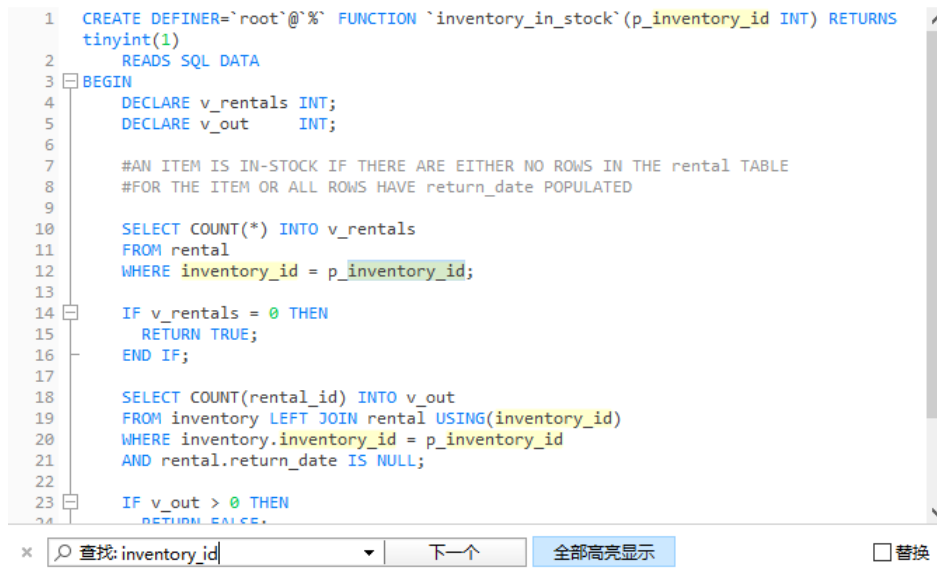 1 CREATE DEFINER=`root`@`%` FUNCTION `inventory_in_stock`(p_inventory_id INT) RETURNS
tinyint(1)
2 READS SQL DATA
3 BEGIN
4 DECLARE v_rentals INT;
5 DECLARE v_out     INT;
6
7 #AN ITEM IS IN-STOCK IF THERE ARE EITHER NO ROWS IN THE rental TABLE
8 #FOR THE ITEM OR ALL ROWS HAVE return_date POPULATED
9
10 SELECT COUNT(*) INTO v_rentals
11 FROM rental
12 WHERE inventory_id = p_inventory_id;
13
14 IF v_rentals = 0 THEN
15 RETURN TRUE;
16 END IF;
17
18 SELECT COUNT(rental_id) INTO v_out
19 FROM inventory LEFT JOIN rental USING(inventory_id)
20 WHERE inventory.inventory_id = p_inventory_id
21 AND rental.return_date IS NULL;
22
23 IF v_out > 0 THEN
24 RETURN FALSE;
× 查找: inventory_id 下一个 全部高亮显示 替换